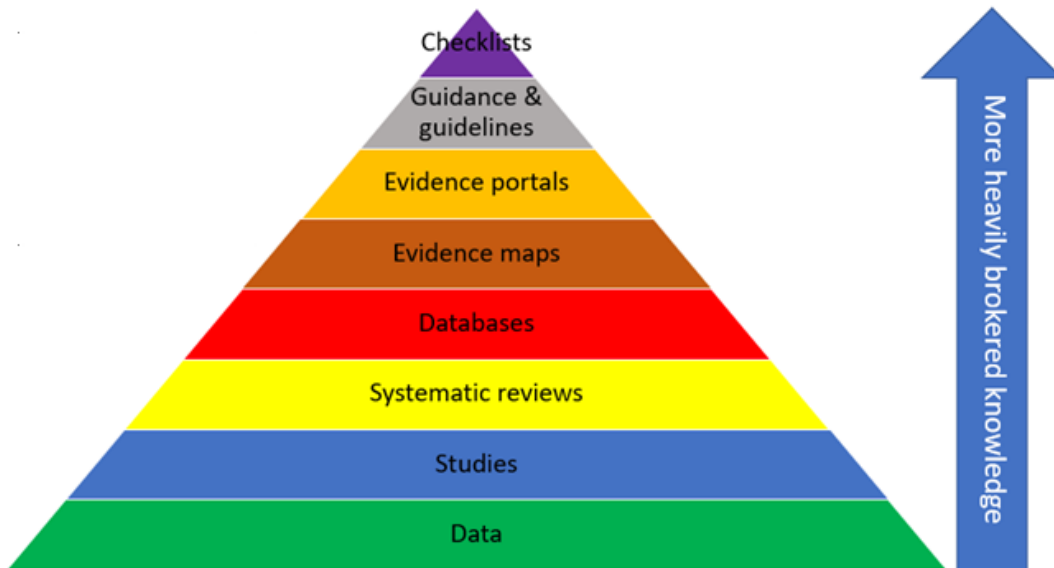 Checklists
Guidance &
guidelines
Evidence portals
Evidence maps
Databases
Systematic reviews
Studies
Data
More heavily brokered knowledge